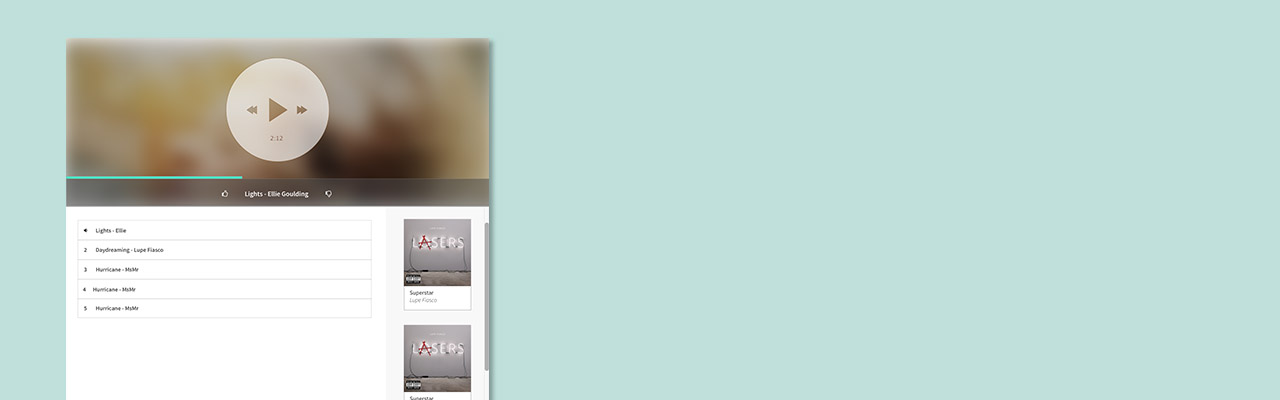 2:12
Lights - Ellie Goulding
Lights - Ellie
2 Daydreaming - Lupe Fiasco
3 Hurricane - MsMr
4 Hurricane - MsMr
5 Hurricane - MsMr
LASERS
Superstar
Lupe Fiasco
LASERS
Superstar